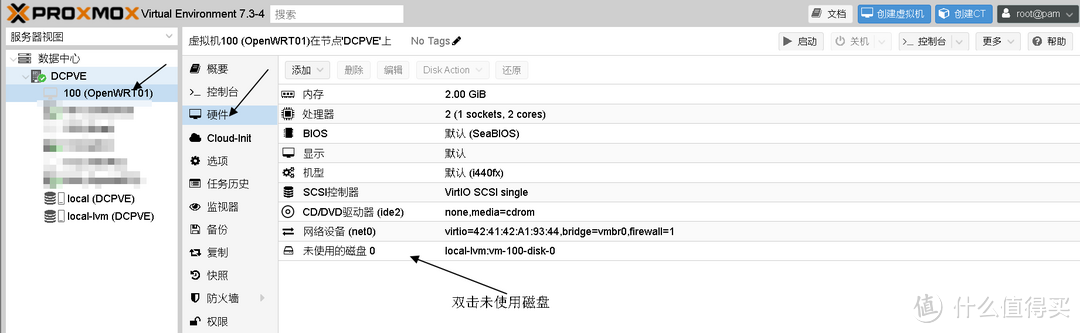 PROXMOX Virtual Environment 7.3-4 搜索 文档 创建虚拟机 创建CT root@pam
服务器视图
数据中心
DCPVE
100 (OpenWRT01)
local (DCPVE)
local-lvm (DCPVE)
虚拟机100 (OpenWRT01)在节点'DCPVE'上 No Tags 启动 关机 控制台 更多 帮助
概要
控制台
硬件
Cloud-Init
选项
任务历史
监视器
备份
复制
快照
防火墙
权限
添加 删除 编辑 Disk Action 还原
内存 2.00 GiB
处理器 2 (1 sockets, 2 cores)
BIOS 默认 (SeaBIOS)
显示 默认
机型 默认 (i440fx)
SCSI控制器 VirtIO SCSI single
CD/DVD驱动器 (ide2) none,media=cdrom
网络设备 (net0) virtio=42:41:42:A1:93:44,bridge=vmbr0,firewall=1
未使用的磁盘 0 local-lvm:vm-100-disk-0
双击未使用磁盘
值 什么值得买